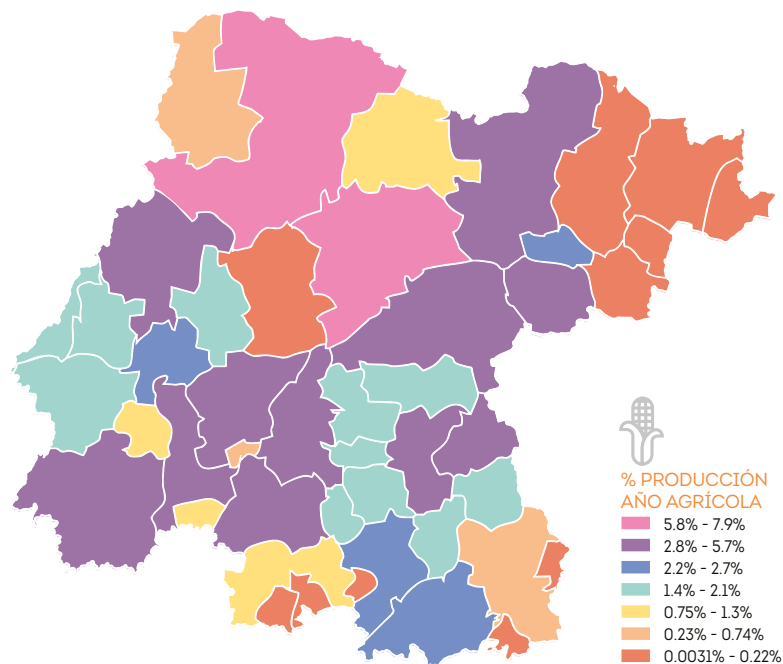 % PRODUCCIÓN
AÑO AGRÍCOLA
5.8% - 7.9%
2.8% - 5.7%
2.2% - 2.7%
1.4% - 2.1%
0.75% - 1.3%
0.23% - 0.74%
0.0031% - 0.22%